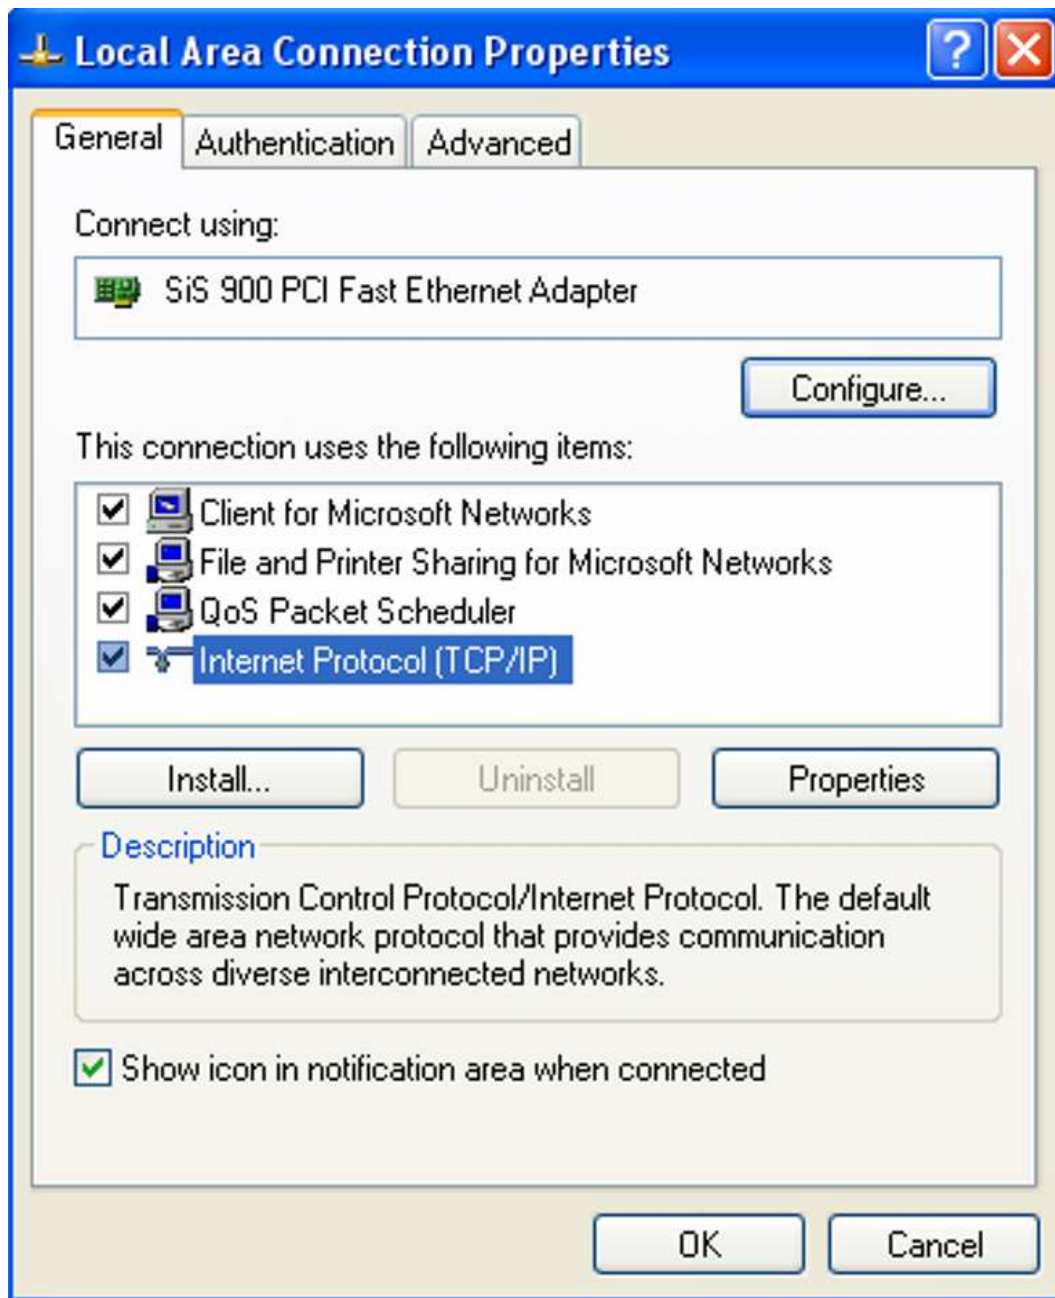 Local Area Connection Properties
?
General
Authentication
Advanced
Connect using:
SiS 900 PCI Fast Ethernet Adapter
Configure...
This connection uses the following items:
Client for Microsoft Networks
File and Printer Sharing for Microsoft Networks
QoS Packet Scheduler
Internet Protocol (TCP/IP)
Install...
Uninstall
Properties
Description
Transmission Control Protocol/Internet Protocol. The default
wide area network protocol that provides communication
across diverse interconnected networks.
Show icon in notification area when connected
OK
Cancel